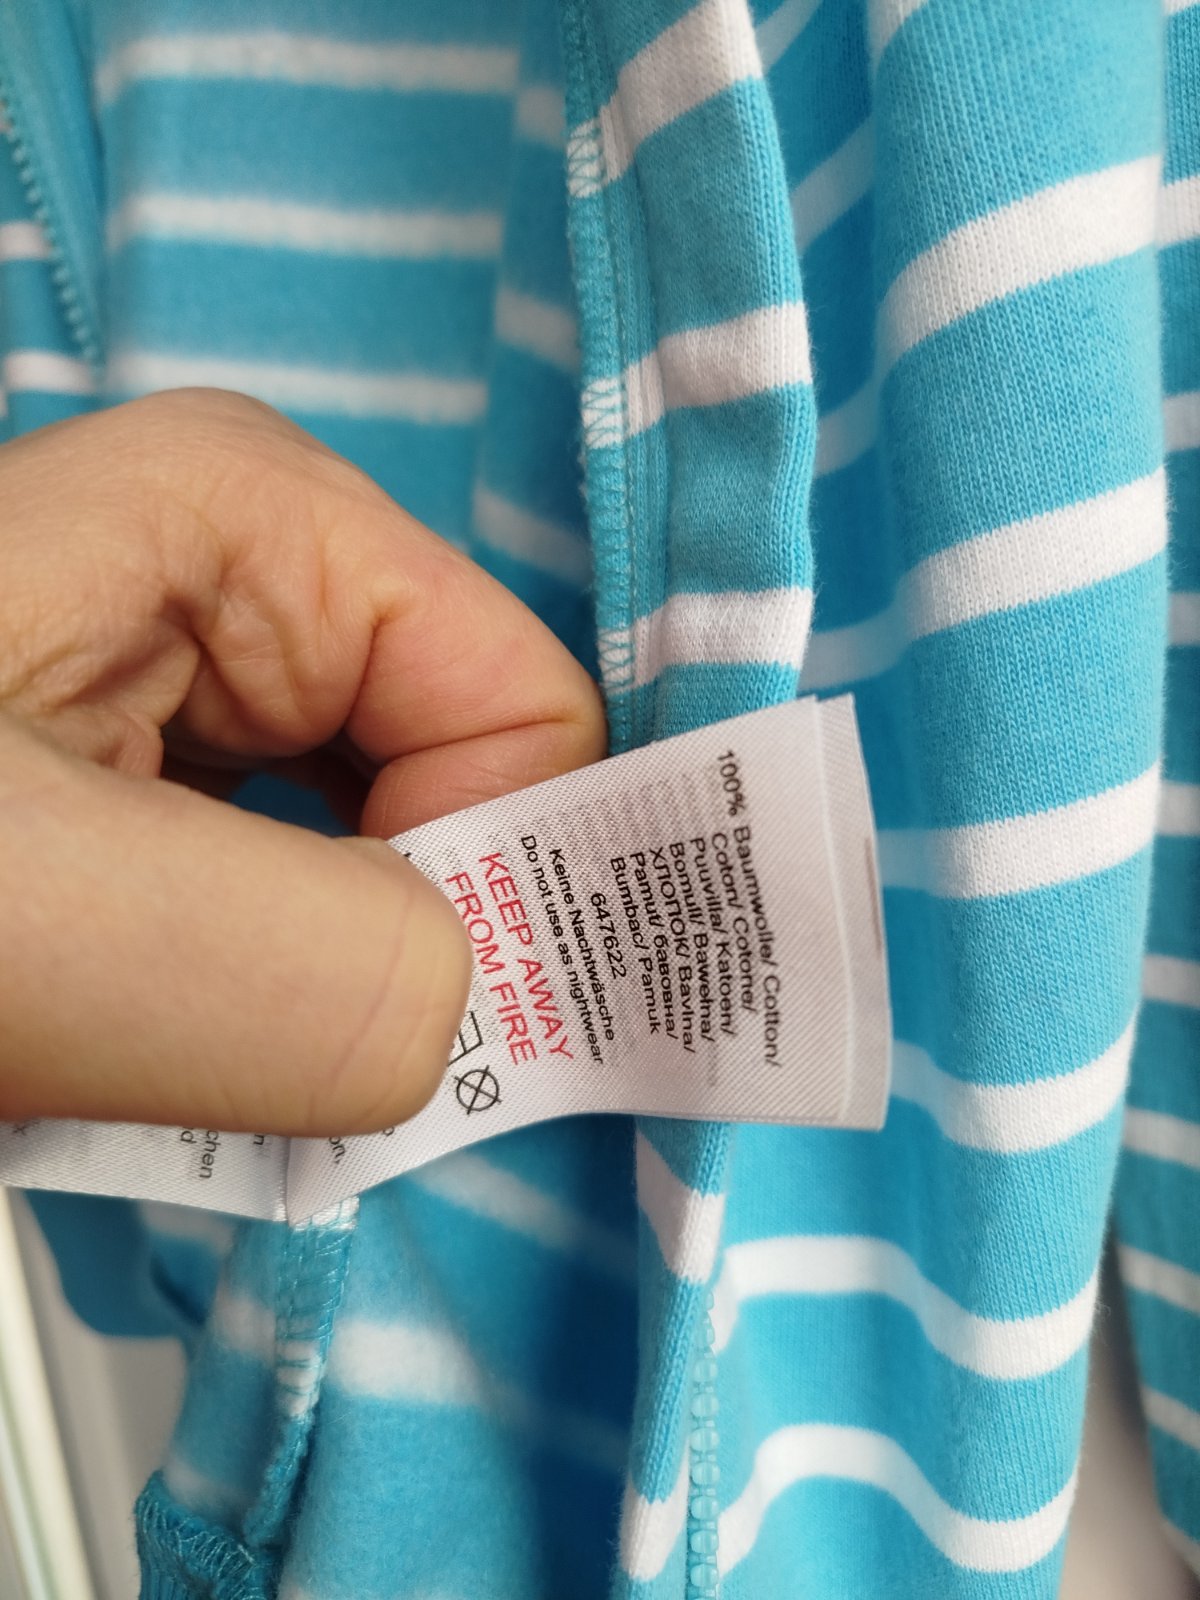 100% Baumwolle/ Cotton/
Coton/ Cotone/
Puuvilla/ Katoen/
Bomull/ Bawełna/
ХЛОПОК/ Bavlna/
Pamut/ бавовна/
Bumbac/ Pamuk
647622
Keine Nachtwäsche
Do not use as nightwear
KEEP AWAY
FROM FIRE